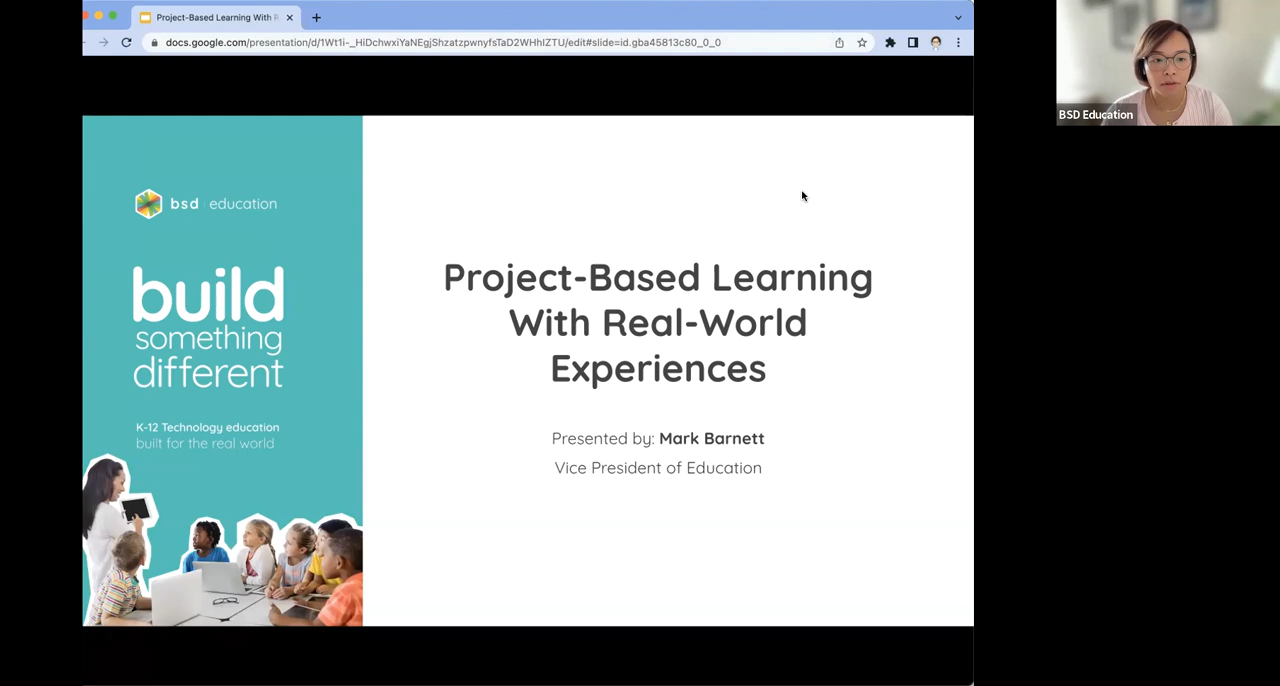 Project-Based Learning With R
docs.google.com/presentation/d/1Wt1i-_HiDchwxiYaNEgjShzatzpwnyfsTaD2WHhIZTU/edit#slide=id.gba45813c80_0_0
BSD Education
bsd education
build
something
different
K-12 Technology education
built for the real world
Project-Based Learning
With Real-World
Experiences
Presented by: Mark Barnett
Vice President of Education